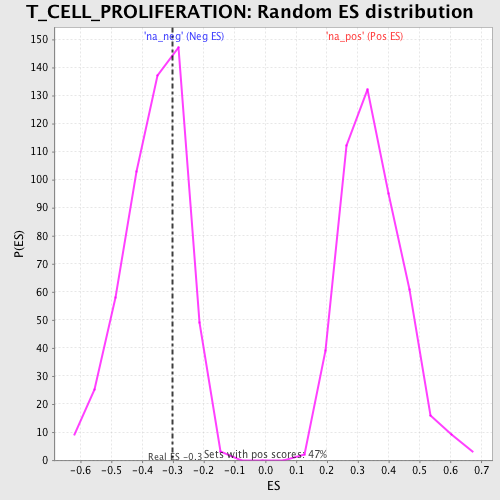 T_CELL_PROLIFERATION: Random ES distribution
'na_neg' (Neg ES)
'na_pos' (Pos ES)
150
140
130
120
110
100
90
80
70
60
50
40
30
20
10
0
P(ES)
Real ES -0.3
Sets with pos scores: 47%
-0.6 -0.5 -0.4 -0.3 -0.2 -0.1 0.0 0.1 0.2 0.3 0.4 0.5 0.6 0.7
ES